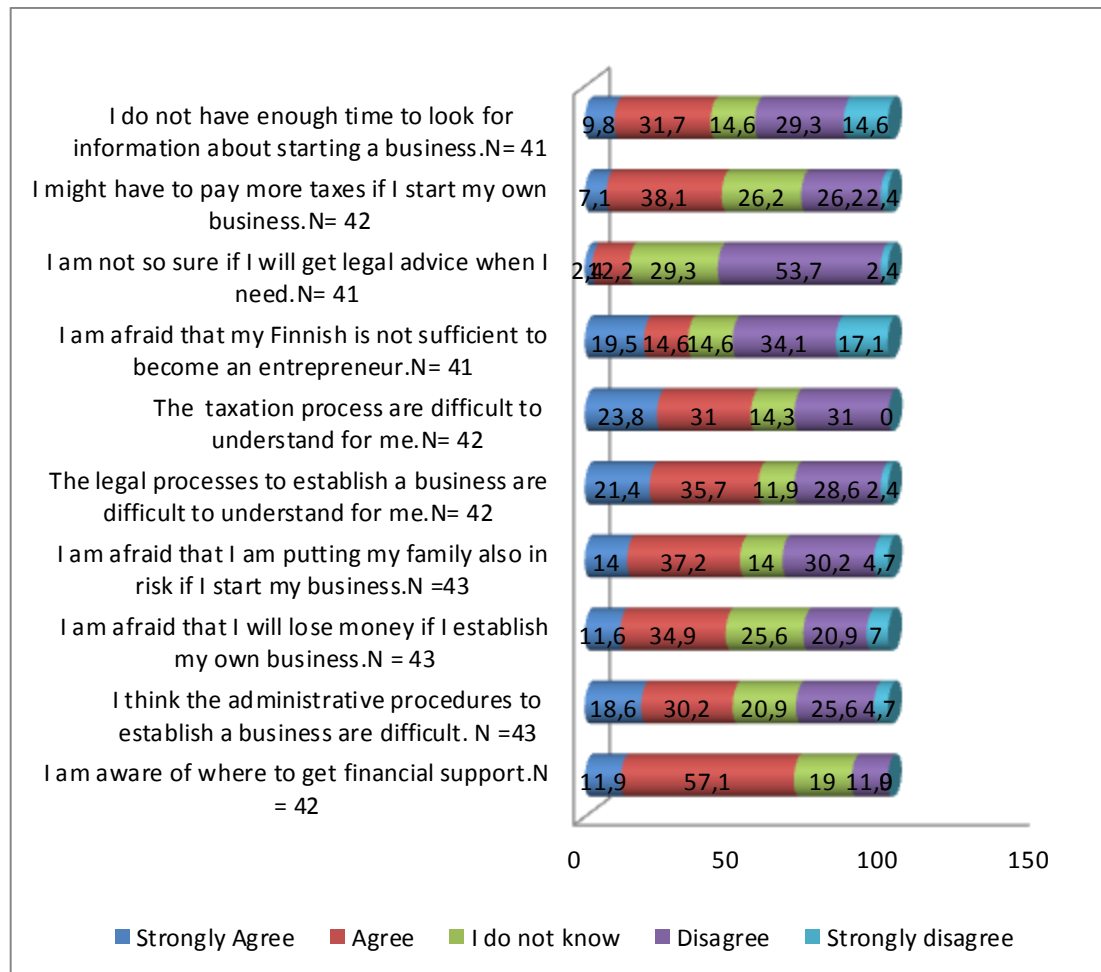 I do not have enough time to look for
information about starting a business.N= 41
9,8 31,7 14,6 29,3 14,6
I might have to pay more taxes if I start my own
business.N= 42
7,1 38,1 26,2 26,2 2,4
I am not so sure if I will get legal advice when I
need.N= 41
2,4 12,2 29,3 53,7 2,4
I am afraid that my Finnish is not sufficient to
become an entrepreneur.N= 41
19,5 14,6 14,6 34,1 17,1
The taxation process are difficult to
understand for me.N= 42
23,8 31 14,3 31 0
The legal processes to establish a business are
difficult to understand for me.N= 42
21,4 35,7 11,9 28,6 2,4
I am afraid that I am putting my family also in
risk if I start my business.N =43
14 37,2 14 30,2 4,7
I am afraid that I will lose money if I establish
my own business.N = 43
11,6 34,9 25,6 20,9 7
I think the administrative procedures to
establish a business are difficult. N =43
18,6 30,2 20,9 25,6 4,7
I am aware of where to get financial support.N
= 42
11,9 57,1 19 11,9 0
0 50 100 150
Strongly Agree Agree I do not know Disagree Strongly disagree